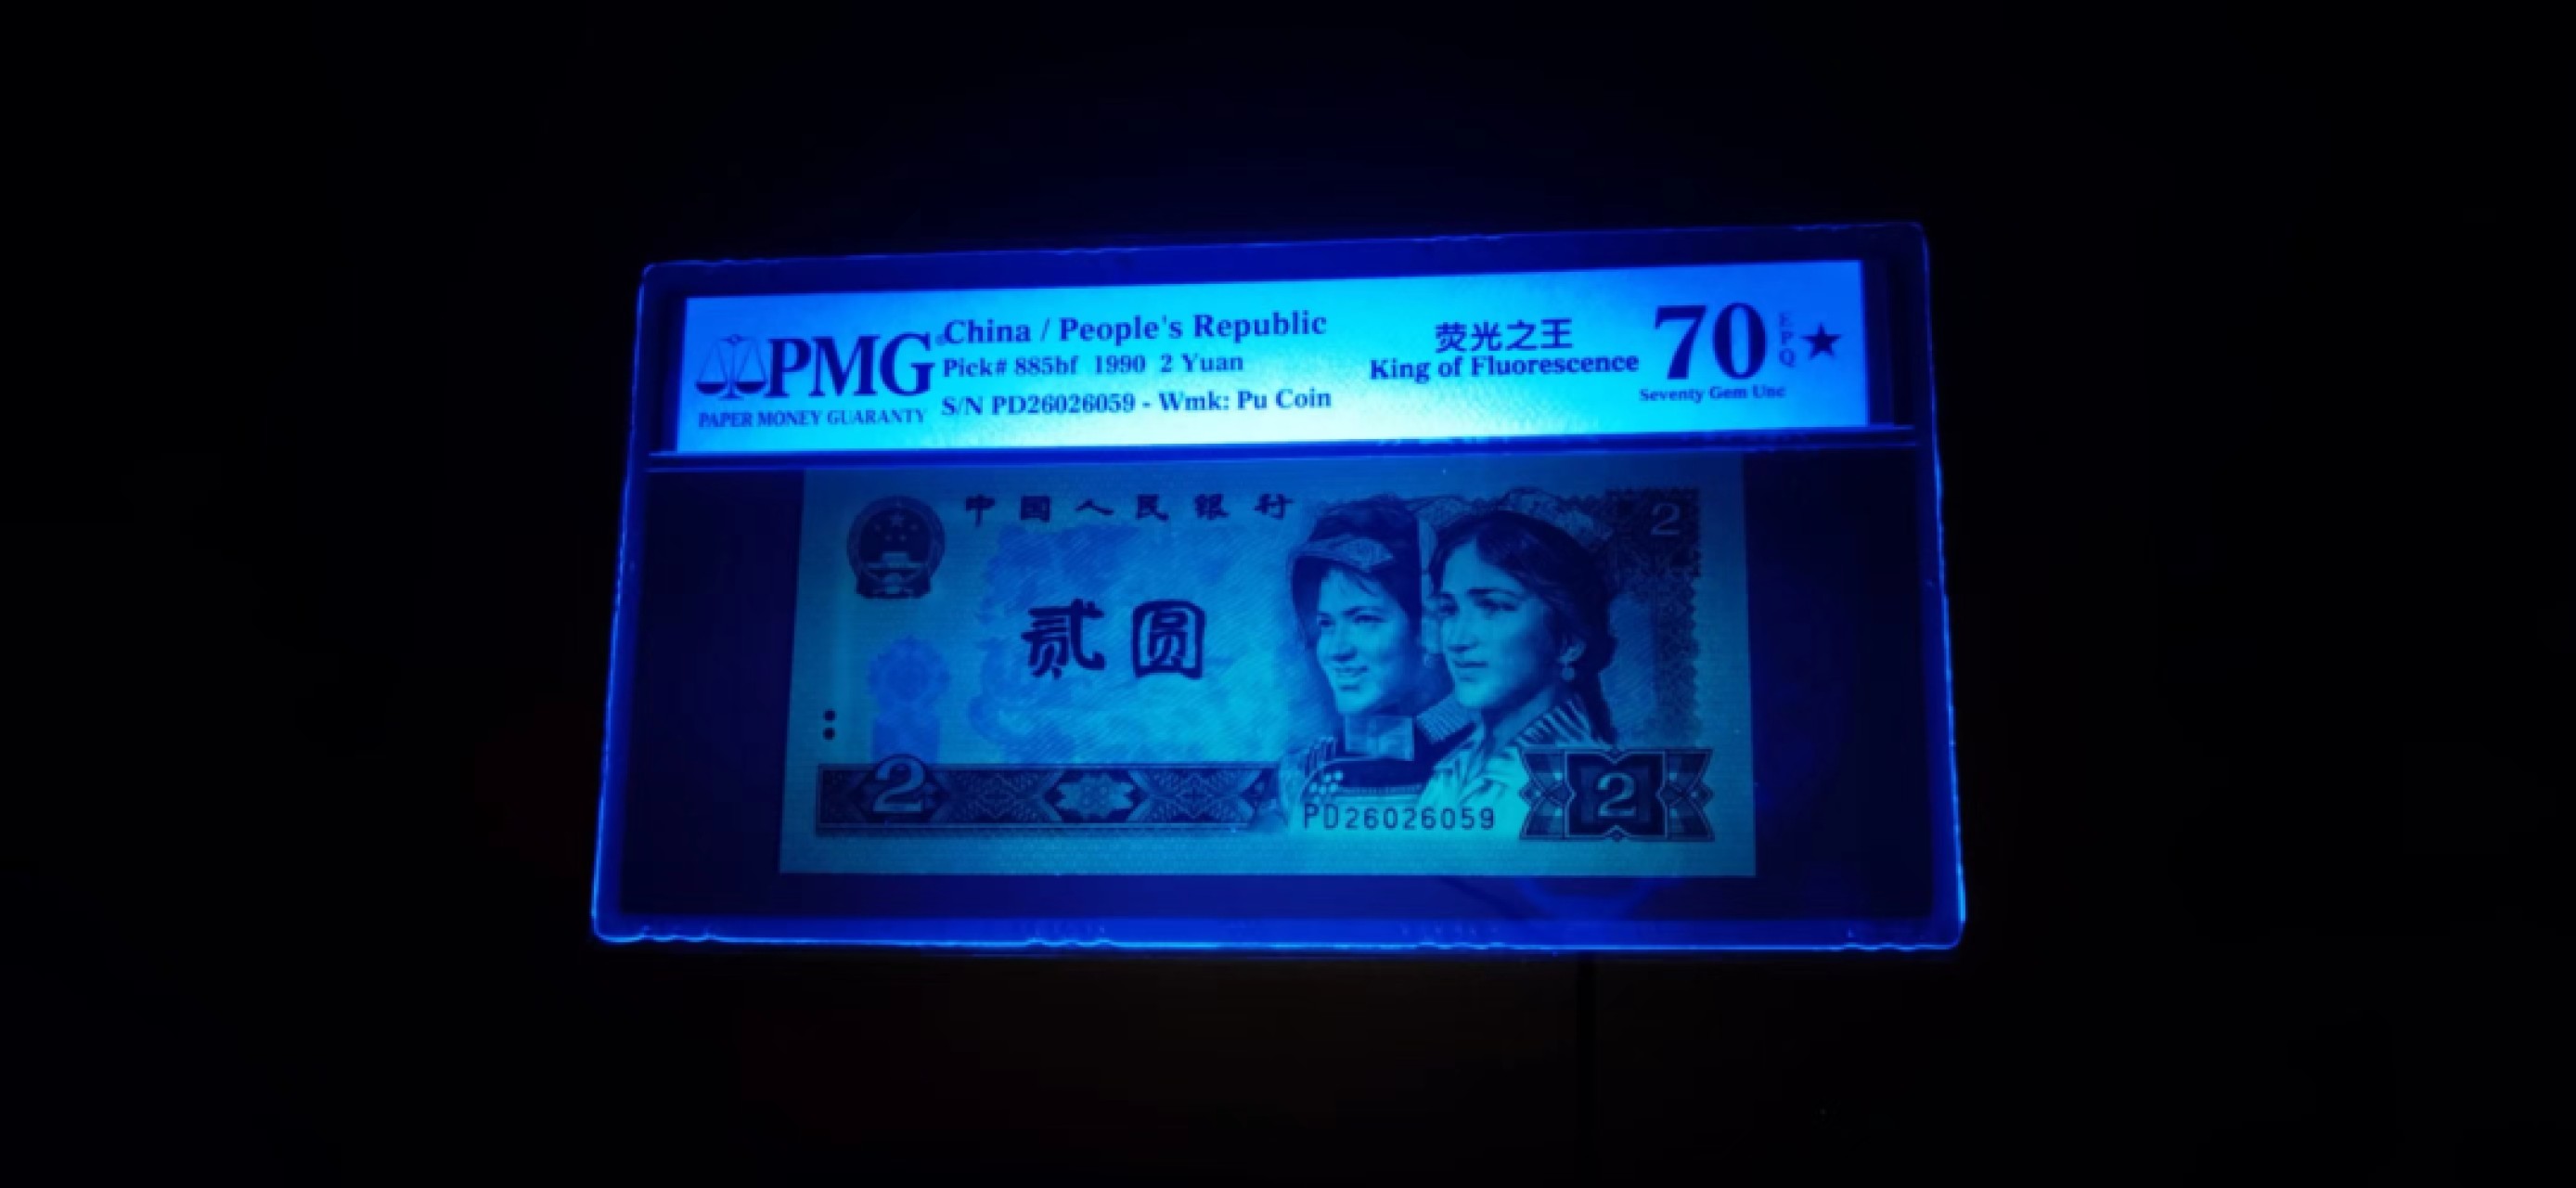 PMG
PAPER MONEY GUARANTY
China / People's Republic
Pick# 885bf 1990 2 Yuan
S/N PD26026059 - Wmk: Pu Coin
荧光之王
King of Fluorescence
70 EPQ ★
Seventy Gem Unc
中国人民银行
2
贰圆
2
PD26026059
2